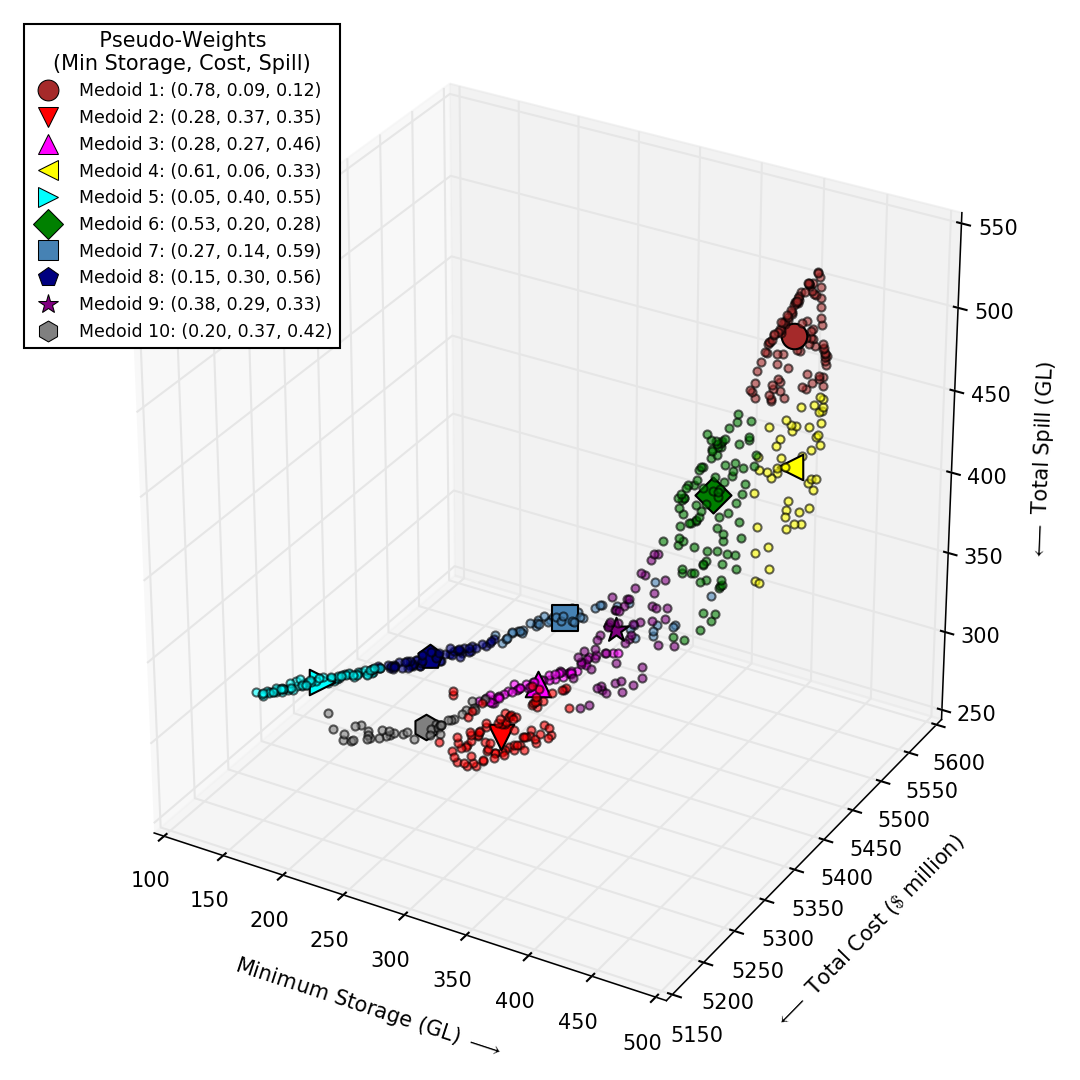 Pseudo-Weights
(Min Storage, Cost, Spill)
Medoid 1: (0.78, 0.09, 0.12)
Medoid 2: (0.28, 0.37, 0.35)
Medoid 3: (0.28, 0.27, 0.46)
Medoid 4: (0.61, 0.06, 0.33)
Medoid 5: (0.05, 0.40, 0.55)
Medoid 6: (0.53, 0.20, 0.28)
Medoid 7: (0.27, 0.14, 0.59)
Medoid 8: (0.15, 0.30, 0.56)
Medoid 9: (0.38, 0.29, 0.33)
Medoid 10: (0.20, 0.37, 0.42)
550
500
450
400
350
300
250
← Total Spill (GL)
5600
5550
5500
5450
5400
5350
5300
5250
5200
5150
← Total Cost ($ million)
100
150
200
250
300
350
400
450
500
Minimum Storage (GL) →